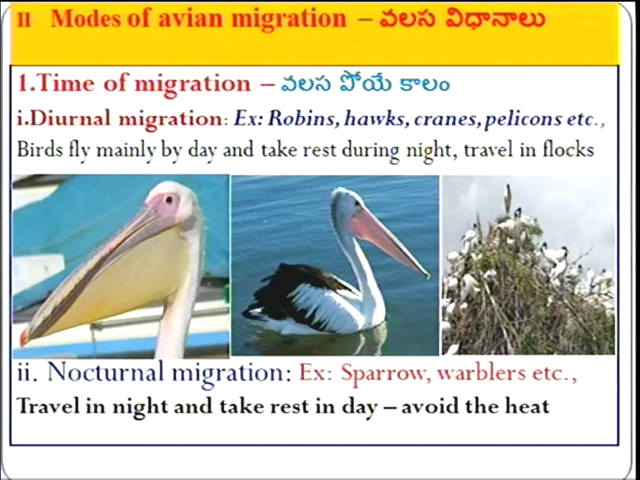 II Modes of avian migration – వలస విధానాలు
1.Time of migration – వలస పోయే కాలం
i.Diurnal migration: Ex: Robins, hawks, cranes, pelicons etc.,
Birds fly mainly by day and take rest during night, travel in flocks
ii. Nocturnal migration: Ex: Sparrow, warblers etc.,
Travel in night and take rest in day – avoid the heat